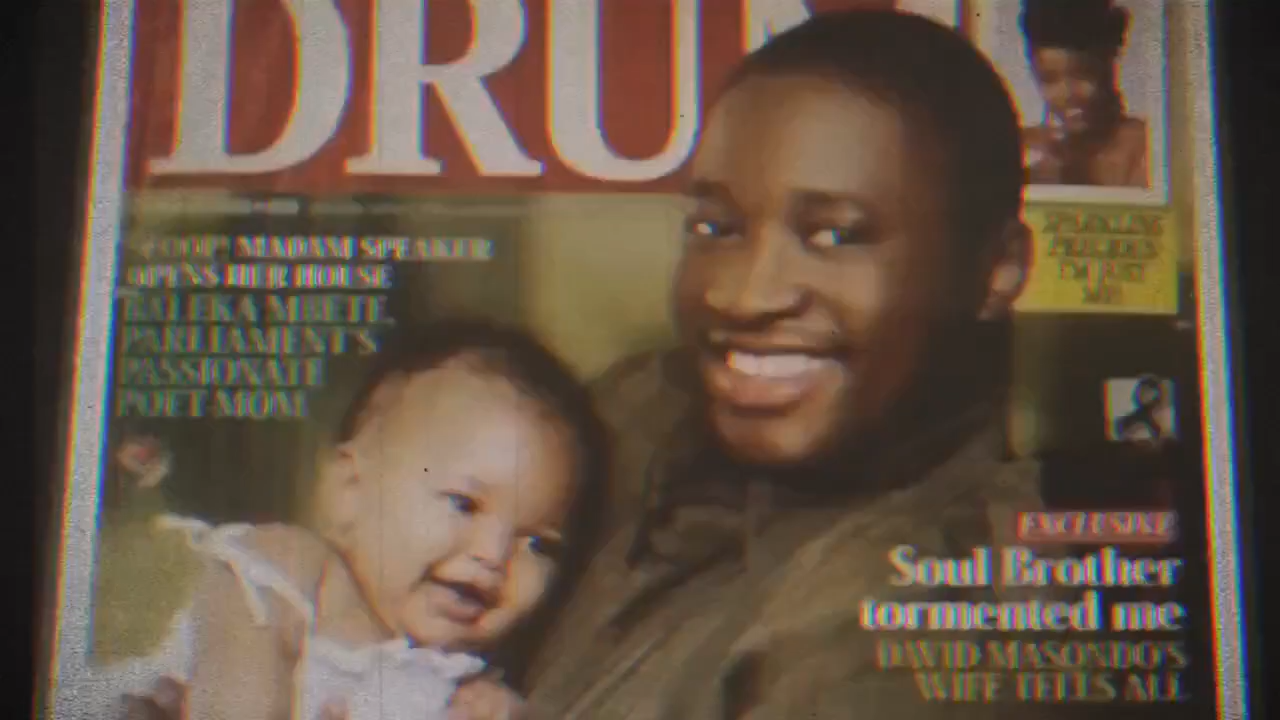 DRUM
SCOOP! MADAM SPEAKER
OPENS HER HOUSE
BALEKA MBETE,
PARLIAMENT'S
PASSIONATE
POET-MOM
EXCLUSIVE
Soul Brother
tormented me
DAVID MASONDO'S
WIFE TELLS ALL